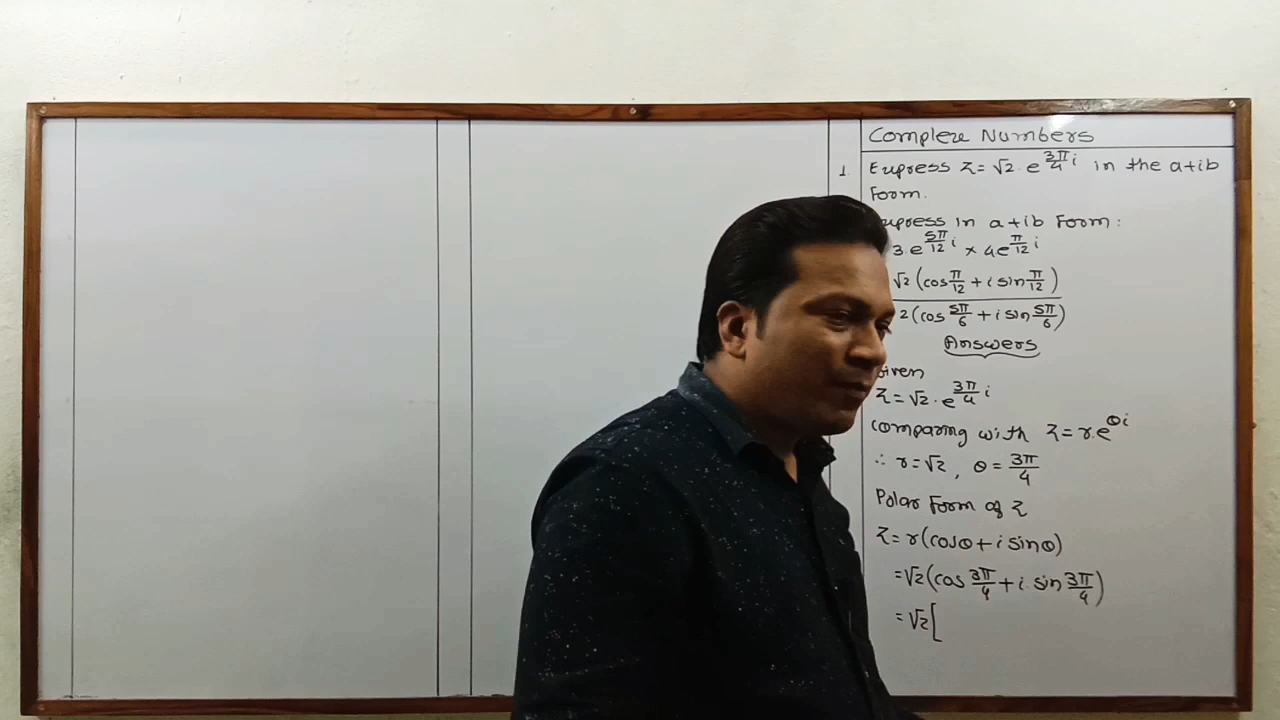 Complex Numbers
1. Express z = √2 · e^(3π/4 i) in the a+ib
Form.
in a+ib Form:
3·e^(5π/12 i) × 4e^(π/12 i)
√2 (cos π/12 + i sin π/12)
2 (cos 5π/6 + i sin 5π/6)
Answers
z = √2 · e^(3π/4 i)
Comparing with z = r·e^(θi)
∴ r = √2, θ = 3π/4
Polar Form of z
z = r(cosθ + i sinθ)
= √2 (cos 3π/4 + i · sin 3π/4)
= √2 [